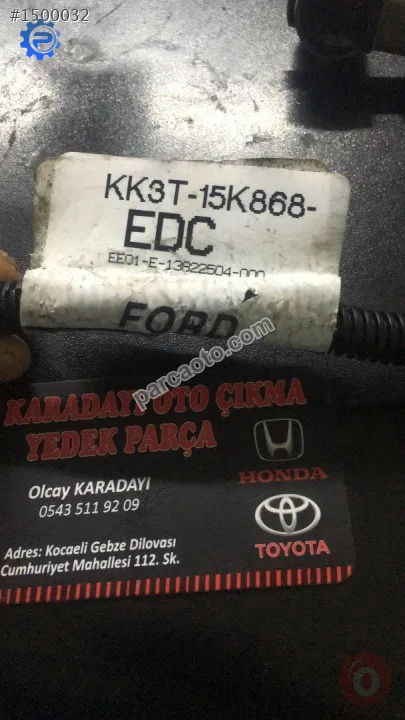 #1500032
KK3T-15K868-
EDC
EE01-E-13822504-000
FORD
parcaoto.com
KARADAYI OTO ÇIKMA
YEDEK PARÇA
HONDA
Olcay KARADAYI
0543 511 92 09
TOYOTA
Adres: Kocaeli Gebze Dilovası
Cumhuriyet Mahallesi 112. Sk.